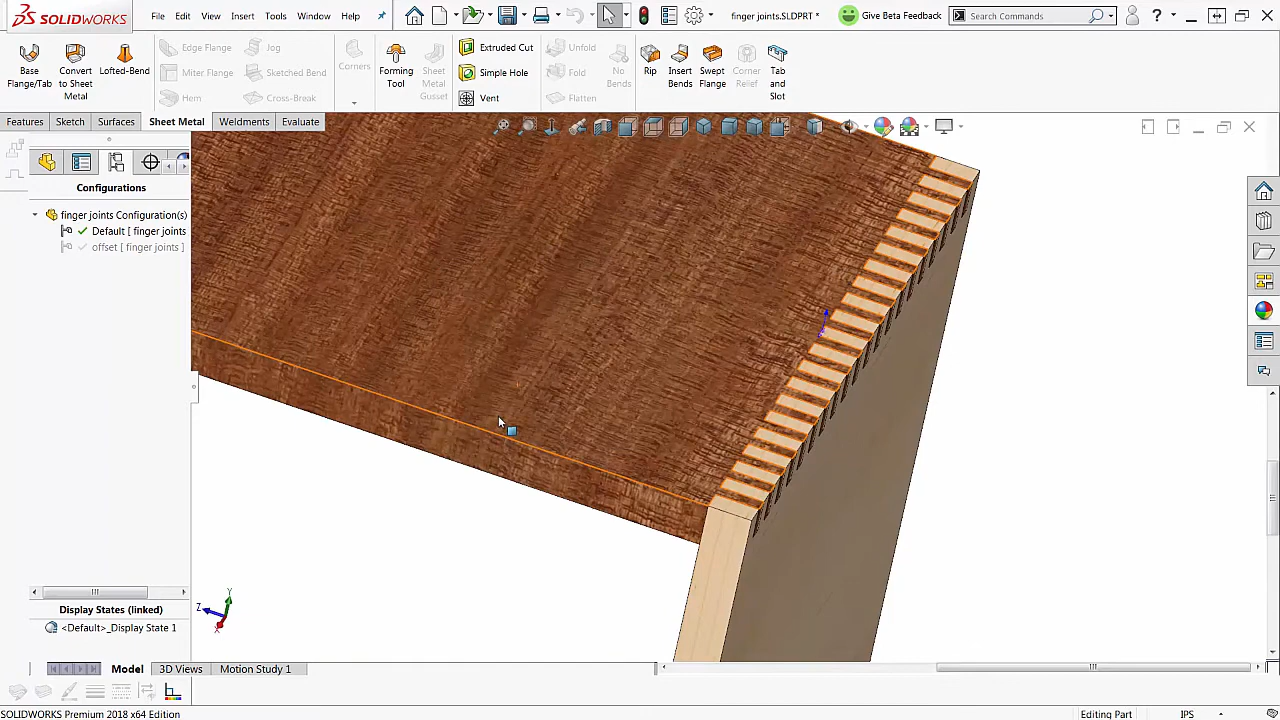 SOLIDWORKS
File Edit View Insert Tools Window Help
finger joints.SLDPRT *
Give Beta Feedback
Search Commands
?
Base Flange/Tab
Convert to Sheet Metal
Lofted-Bend
Edge Flange
Miter Flange
Hem
Jog
Sketched Bend
Cross-Break
Corners
Forming Tool
Sheet Metal Gusset
Extruded Cut
Simple Hole
Vent
Unfold
Fold
Flatten
No Bends
Rip
Insert Bends
Swept Flange
Corner Relief
Tab and Slot
Features Sketch Surfaces Sheet Metal Weldments Evaluate
Configurations
finger joints Configuration(s)
Default [ finger joints
offset [ finger joints ]
Display States (linked)
<Default>_Display State 1
Y
Z
X
Model 3D Views Motion Study 1
SOLIDWORKS Premium 2018 x64 Edition
Editing Part
IPS